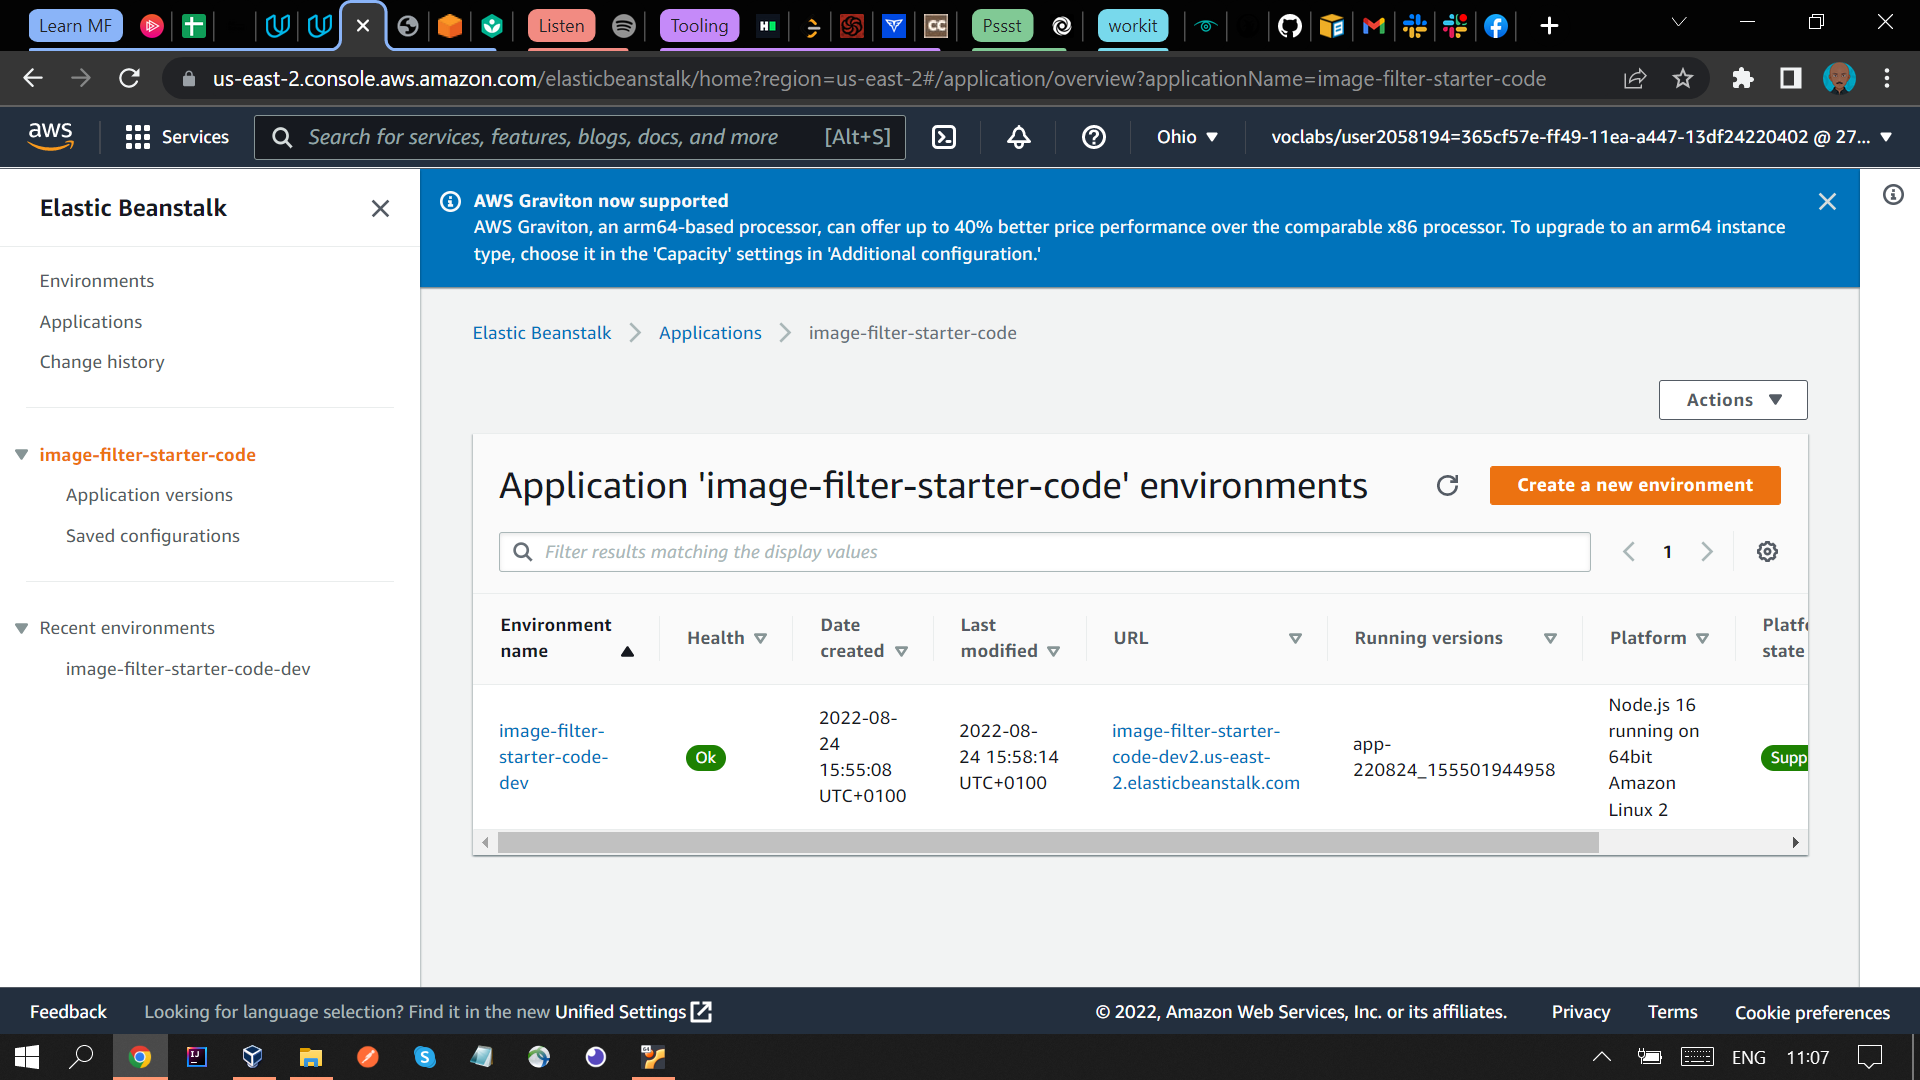 Learn MF
Listen
Tooling
Pssst
workit
us-east-2.console.aws.amazon.com/elasticbeanstalk/home?region=us-east-2#/application/overview?applicationName=image-filter-starter-code
aws
Services
Search for services, features, blogs, docs, and more
[Alt+S]
Ohio
voclabs/user2058194=365cf57e-ff49-11ea-a447-13df24220402 @ 27...
Elastic Beanstalk
Environments
Applications
Change history
image-filter-starter-code
Application versions
Saved configurations
Recent environments
image-filter-starter-code-dev
AWS Graviton now supported
AWS Graviton, an arm64-based processor, can offer up to 40% better price performance over the comparable x86 processor. To upgrade to an arm64 instance
type, choose it in the 'Capacity' settings in 'Additional configuration.'
Elastic Beanstalk
Applications
image-filter-starter-code
Actions
Application 'image-filter-starter-code' environments
Create a new environment
Filter results matching the display values
1
Environment
name
Health
Date
created
Last
modified
URL
Running versions
Platform
Platfo
state
image-filter-
starter-code-
dev
Ok
2022-08-
24
15:55:08
UTC+0100
2022-08-
24 15:58:14
UTC+0100
image-filter-starter-
code-dev2.us-east-
2.elasticbeanstalk.com
app-
220824_155501944958
Node.js 16
running on
64bit
Amazon
Linux 2
Supp
Feedback
Looking for language selection? Find it in the new Unified Settings
© 2022, Amazon Web Services, Inc. or its affiliates.
Privacy
Terms
Cookie preferences
ENG
11:07